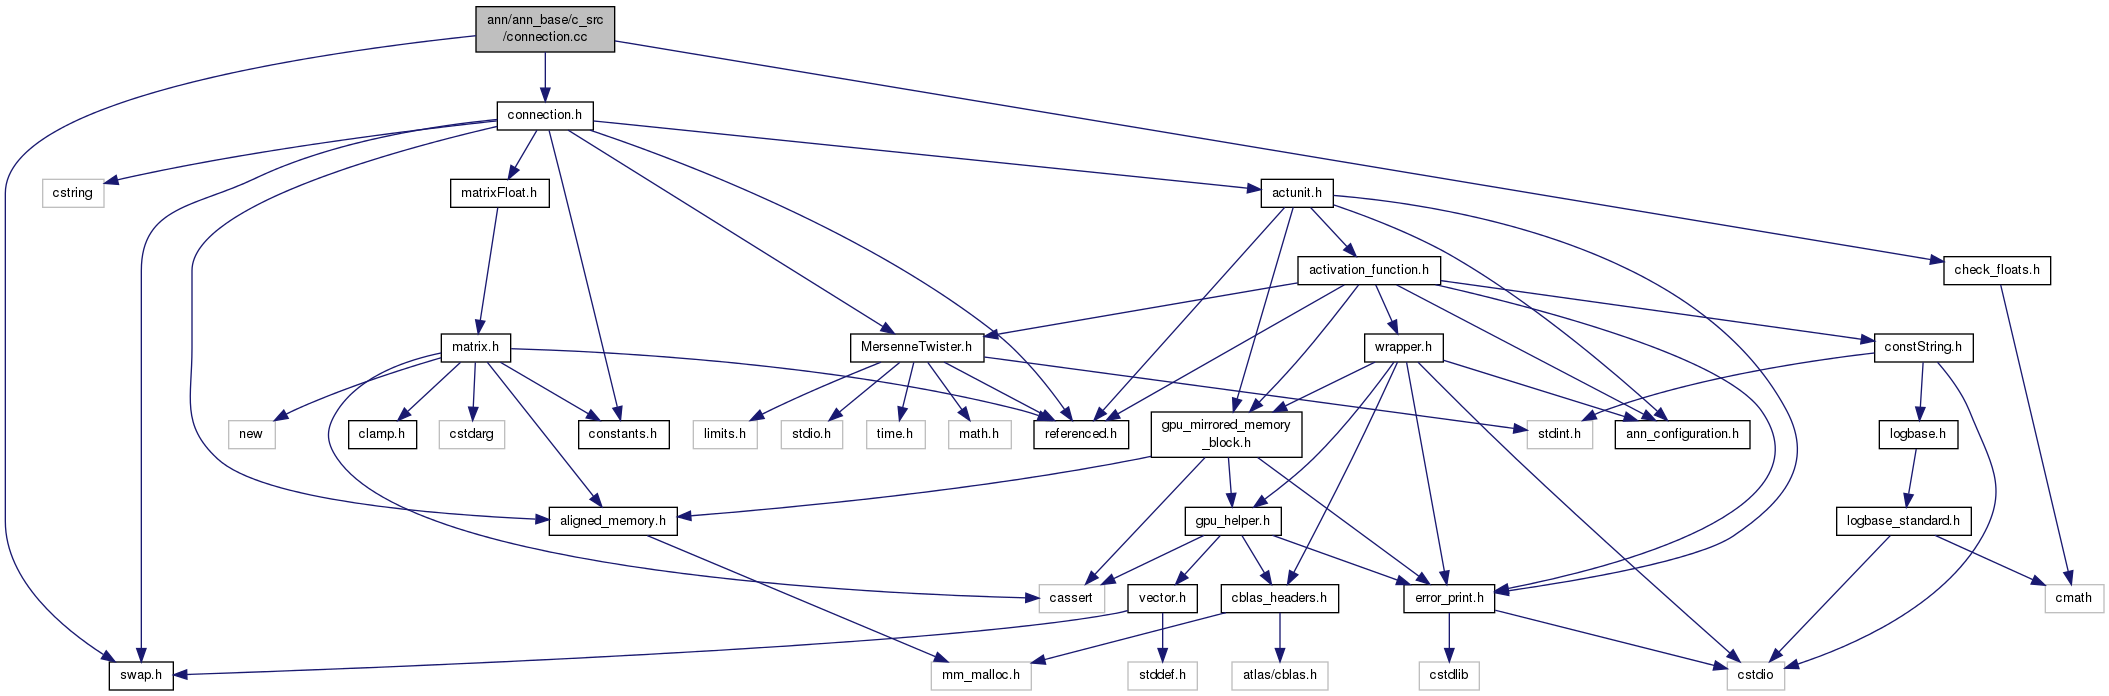 ann/ann_base/c_src
/connection.cc
connection.h
cstring
matrixFloat.h
actunit.h
activation_function.h
check_floats.h
matrix.h
MersenneTwister.h
wrapper.h
constString.h
new
clamp.h
cstdarg
constants.h
limits.h
stdio.h
time.h
math.h
referenced.h
gpu_mirrored_memory
_block.h
stdint.h
ann_configuration.h
logbase.h
aligned_memory.h
gpu_helper.h
logbase_standard.h
cassert
vector.h
cblas_headers.h
error_print.h
cmath
swap.h
mm_malloc.h
stddef.h
atlas/cblas.h
cstdlib
cstdio